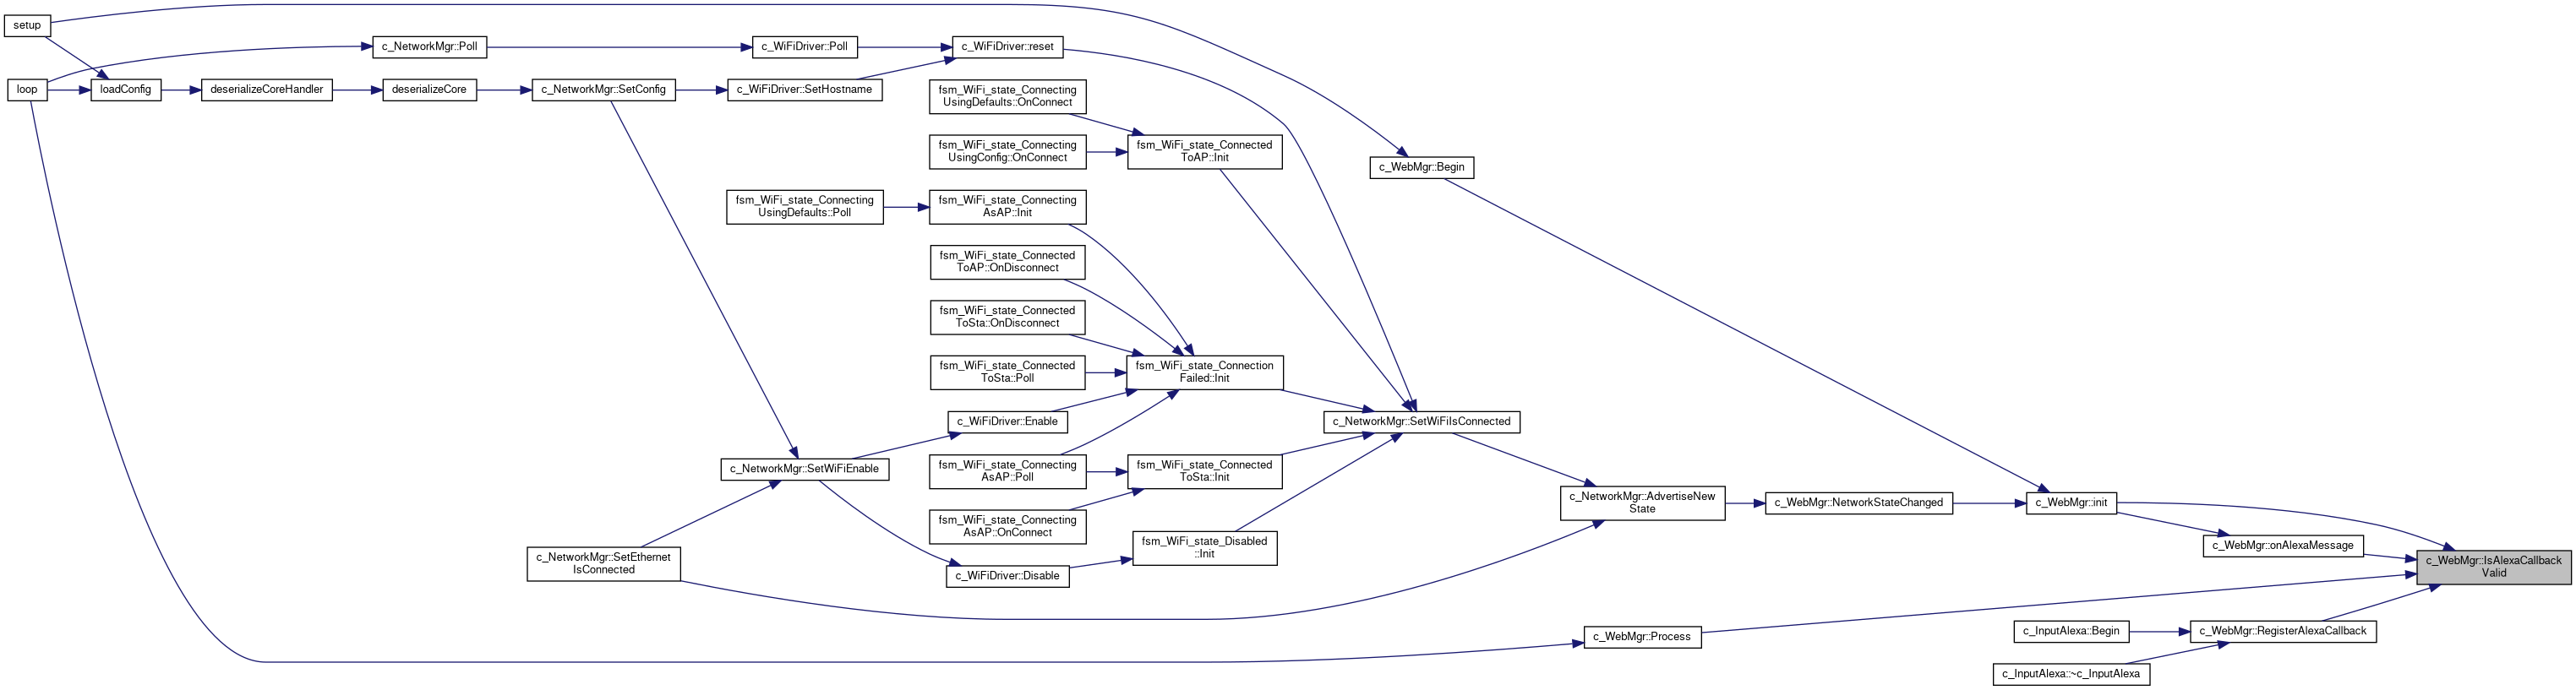 setup
c_NetworkMgr::Poll
c_WiFiDriver::Poll
c_WiFiDriver::reset
loop
loadConfig
deserializeCoreHandler
deserializeCore
c_NetworkMgr::SetConfig
c_WiFiDriver::SetHostname
fsm_WiFi_state_Connecting
UsingDefaults::OnConnect
fsm_WiFi_state_Connecting
UsingConfig::OnConnect
fsm_WiFi_state_Connected
ToAP::Init
c_WebMgr::Begin
fsm_WiFi_state_Connecting
UsingDefaults::Poll
fsm_WiFi_state_Connecting
AsAP::Init
fsm_WiFi_state_Connected
ToAP::OnDisconnect
fsm_WiFi_state_Connected
ToSta::OnDisconnect
fsm_WiFi_state_Connected
ToSta::Poll
fsm_WiFi_state_Connection
Failed::Init
c_WiFiDriver::Enable
c_NetworkMgr::SetWiFiIsConnected
c_NetworkMgr::SetWiFiEnable
fsm_WiFi_state_Connecting
AsAP::Poll
fsm_WiFi_state_Connected
ToSta::Init
c_NetworkMgr::AdvertiseNew
State
c_WebMgr::NetworkStateChanged
c_WebMgr::init
fsm_WiFi_state_Connecting
AsAP::OnConnect
fsm_WiFi_state_Disabled
::Init
c_WebMgr::onAlexaMessage
c_NetworkMgr::SetEthernet
IsConnected
c_WiFiDriver::Disable
c_WebMgr::IsAlexaCallback
Valid
c_WebMgr::Process
c_InputAlexa::Begin
c_WebMgr::RegisterAlexaCallback
c_InputAlexa::~c_InputAlexa